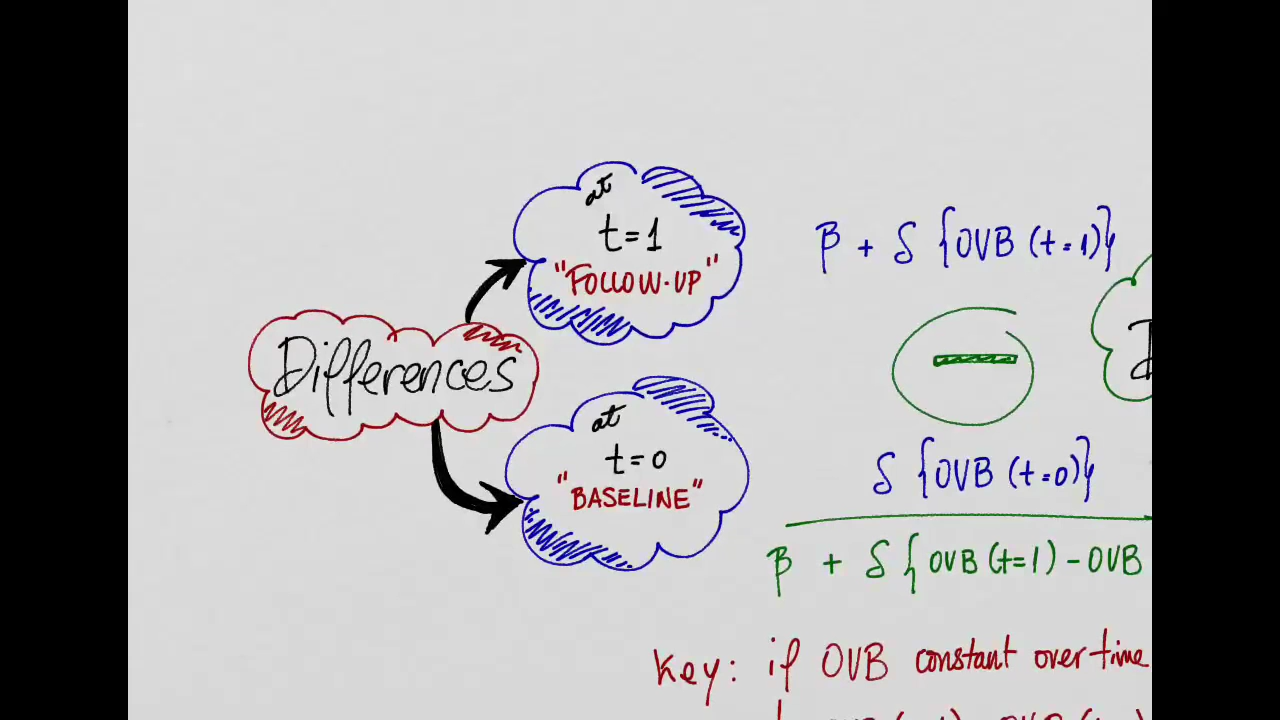 at
t=1
"FOLLOW-UP"
β + δ {OVB (t=1)}
Differences
at
t=0
"BASELINE"
δ {OVB (t=0)}
β + δ { OVB (t=1) - OVB
Key: if OVB constant over time